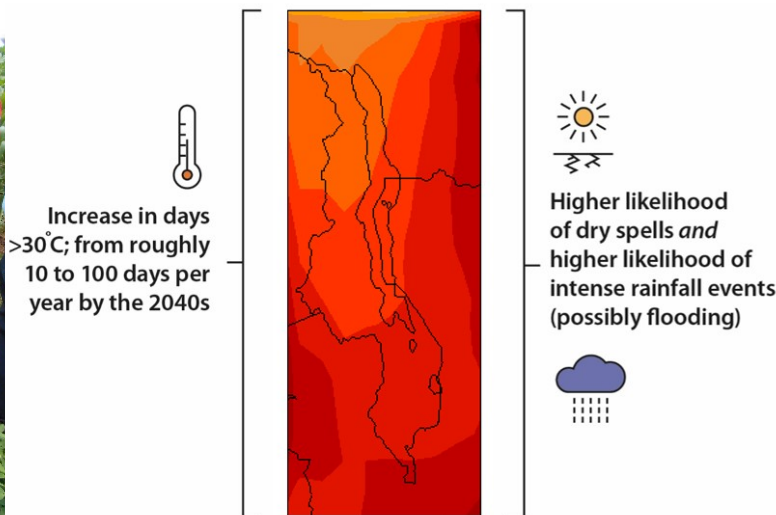 Increase in days
>30°C; from roughly
10 to 100 days per
year by the 2040s
Higher likelihood
of dry spells and
higher likelihood of
intense rainfall events
(possibly flooding)